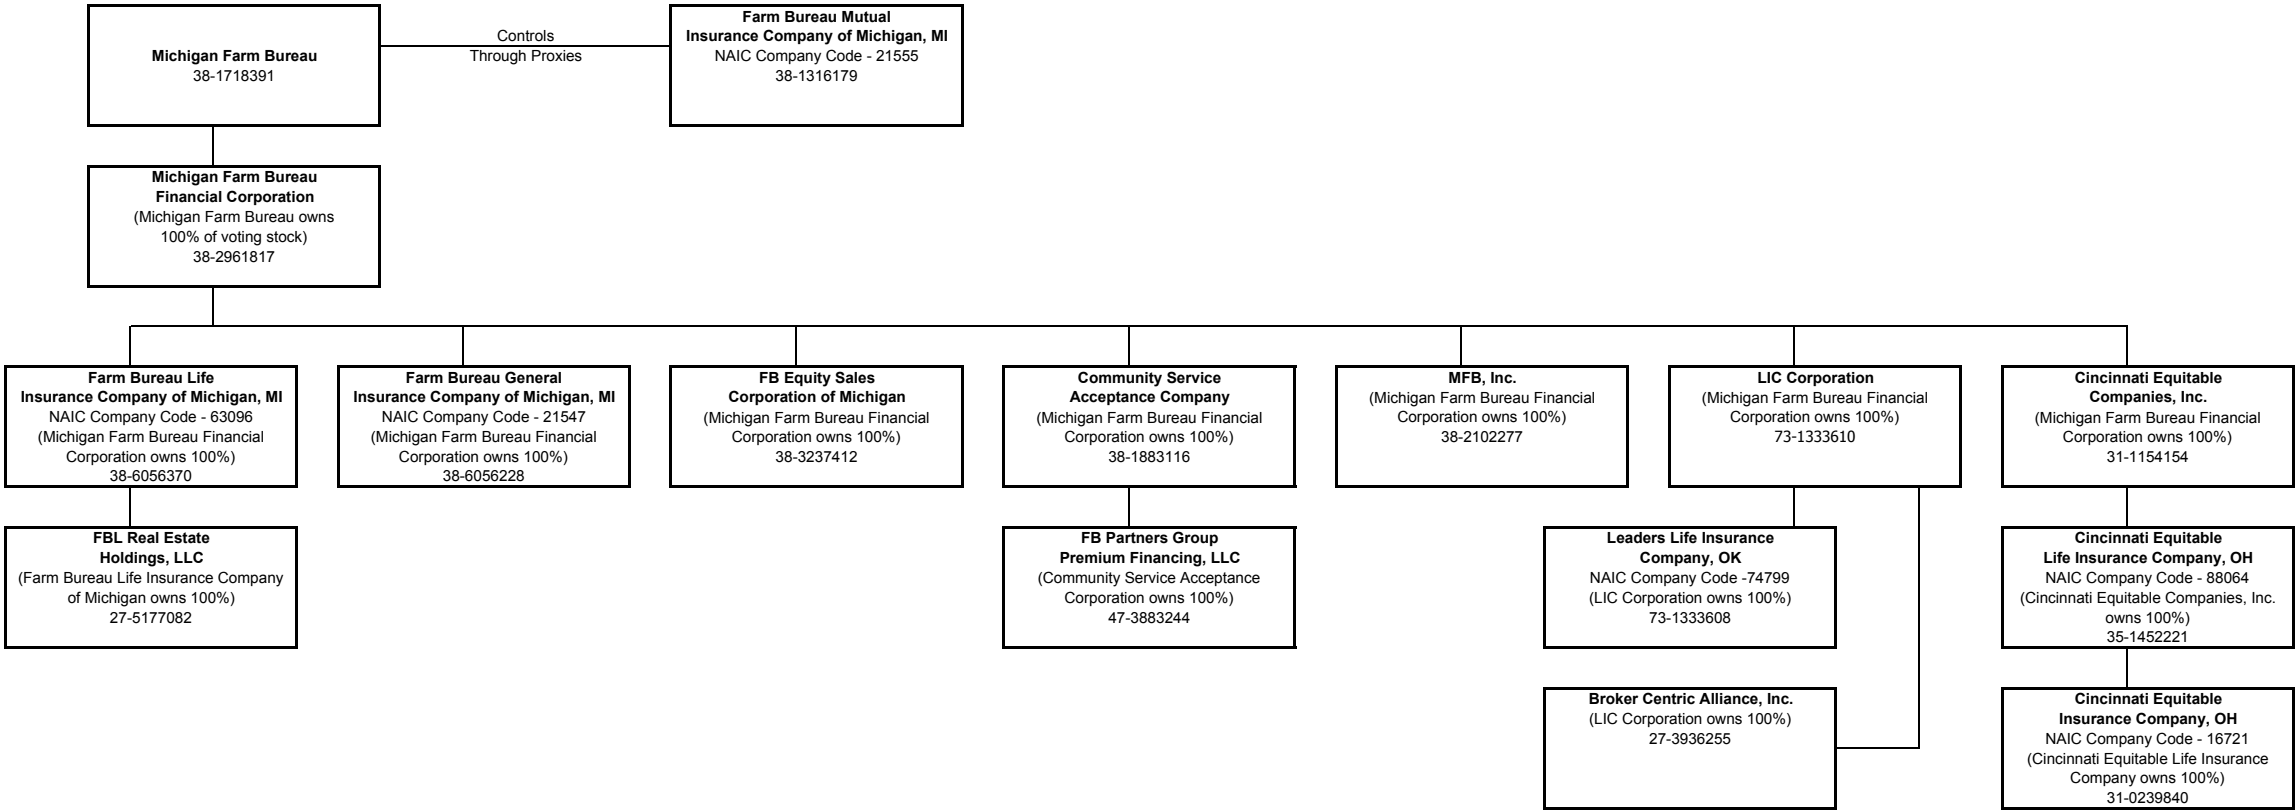 Michigan Farm Bureau
38-1718391
Controls
Through Proxies
Farm Bureau Mutual
Insurance Company of Michigan, MI
NAIC Company Code - 21555
38-1316179
Michigan Farm Bureau
Financial Corporation
(Michigan Farm Bureau owns
100% of voting stock)
38-2961817
Farm Bureau Life
Insurance Company of Michigan, MI
NAIC Company Code - 63096
(Michigan Farm Bureau Financial
Corporation owns 100%)
38-6056370
Farm Bureau General
Insurance Company of Michigan, MI
NAIC Company Code - 21547
(Michigan Farm Bureau Financial
Corporation owns 100%)
38-6056228
FB Equity Sales
Corporation of Michigan
(Michigan Farm Bureau Financial
Corporation owns 100%)
38-3237412
Community Service
Acceptance Company
(Michigan Farm Bureau Financial
Corporation owns 100%)
38-1883116
MFB, Inc.
(Michigan Farm Bureau Financial
Corporation owns 100%)
38-2102277
LIC Corporation
(Michigan Farm Bureau Financial
Corporation owns 100%)
73-1333610
Cincinnati Equitable
Companies, Inc.
(Michigan Farm Bureau Financial
Corporation owns 100%)
31-1154154
FBL Real Estate
Holdings, LLC
(Farm Bureau Life Insurance Company
of Michigan owns 100%)
27-5177082
FB Partners Group
Premium Financing, LLC
(Community Service Acceptance
Corporation owns 100%)
47-3883244
Leaders Life Insurance
Company, OK
NAIC Company Code -74799
(LIC Corporation owns 100%)
73-1333608
Cincinnati Equitable
Life Insurance Company, OH
NAIC Company Code - 88064
(Cincinnati Equitable Companies, Inc.
owns 100%)
35-1452221
Broker Centric Alliance, Inc.
(LIC Corporation owns 100%)
27-3936255
Cincinnati Equitable
Insurance Company, OH
NAIC Company Code - 16721
(Cincinnati Equitable Life Insurance
Company owns 100%)
31-0239840